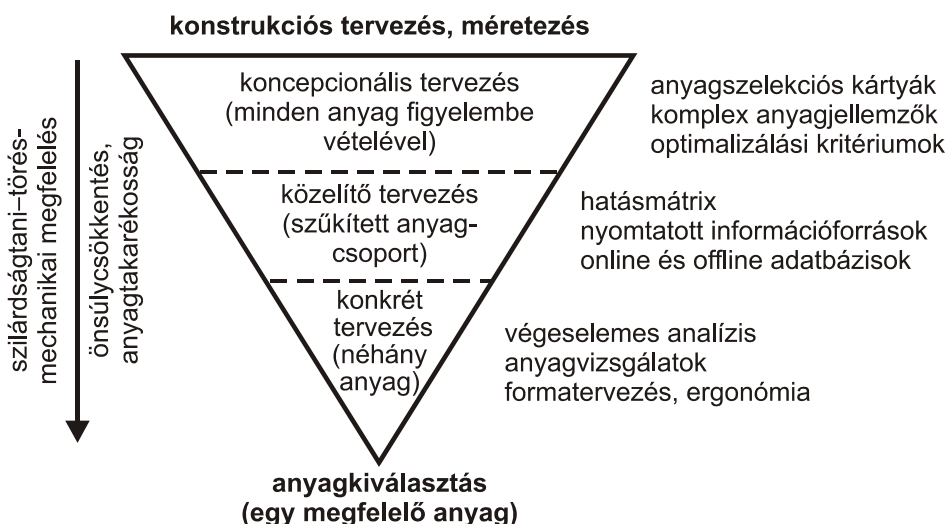 konstrukciós tervezés, méretezés
szilárdságtani–törés-
mechanikai megfelelés
önsúlycsökkentés,
anyagtakarékosság
koncepcionális tervezés
(minden anyag figyelembe
vételével)
anyagszelekciós kártyák
komplex anyagjellemzők
optimalizálási kritériumok
közelítő tervezés
(szűkített anyag-
csoport)
hatásmátrix
nyomtatott információforrások
online és offline adatbázisok
konkrét
tervezés
(néhány
anyag)
végeselemes analízis
anyagvizsgálatok
formatervezés, ergonómia
anyagkiválasztás
(egy megfelelő anyag)